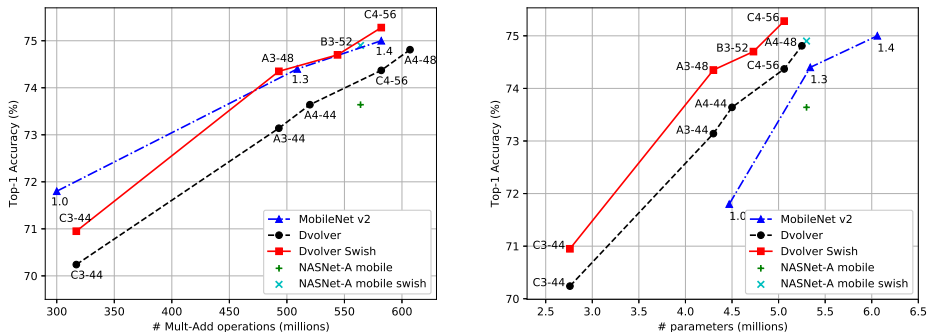 C4-56
75
B3-52
A3-48
1.4
A4-48
1.3
C4-56
74
A4-44
73
A3-44
72
1.0
C3-44
71
70
C3-44
Top-1 Accuracy (%)
MobileNet v2
Dvolver
Dvolver Swish
NASNet-A mobile
NASNet-A mobile swish
300 350 400 450 500 550 600
# Mult-Add operations (millions)
C4-56
75
A4-48
B3-52
1.4
A3-48
C4-56
1.3
74
A4-44
A3-44
73
72
1.0
C3-44
71
C3-44
70
Top-1 Accuracy (%)
MobileNet v2
Dvolver
Dvolver Swish
NASNet-A mobile
NASNet-A mobile swish
2.5 3.0 3.5 4.0 4.5 5.0 5.5 6.0 6.5
# parameters (millions)